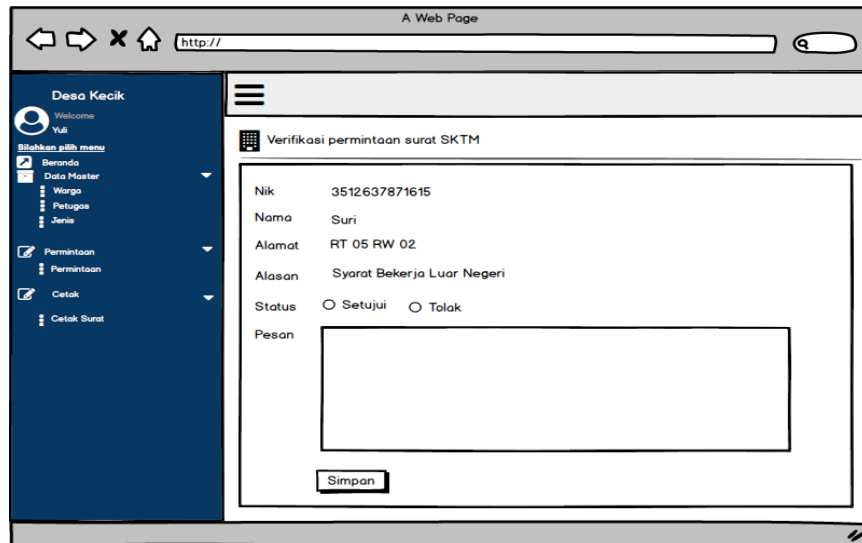 A Web Page
http://
Desa Kecik
Welcome
Yuli
Silahkan pilih menu
Beranda
Data Master
Warga
Petugas
Jenis
Permintaan
Permintaan
Cetak
Cetak Surat
Verifikasi permintaan surat SKTM
Nik 3512637871615
Nama Suri
Alamat RT 05 RW 02
Alasan Syarat Bekerja Luar Negeri
Status Setujui Tolak
Pesan
Simpan